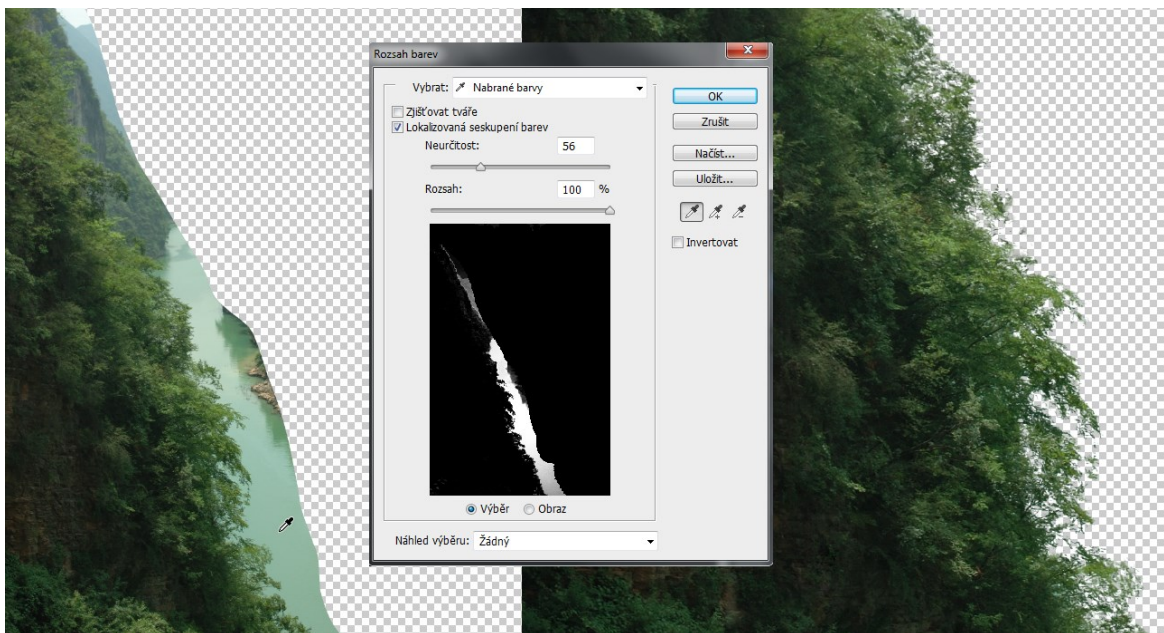 Rozsah barev
Vybrat: Nabrané barvy
Zjišťovat tváře
Lokalizovaná seskupení barev
Neurčitost: 56
Rozsah: 100 %
Výběr Obraz
Náhled výběru: Žádný
OK
Zrušit
Načíst...
Uložit...
Invertovat